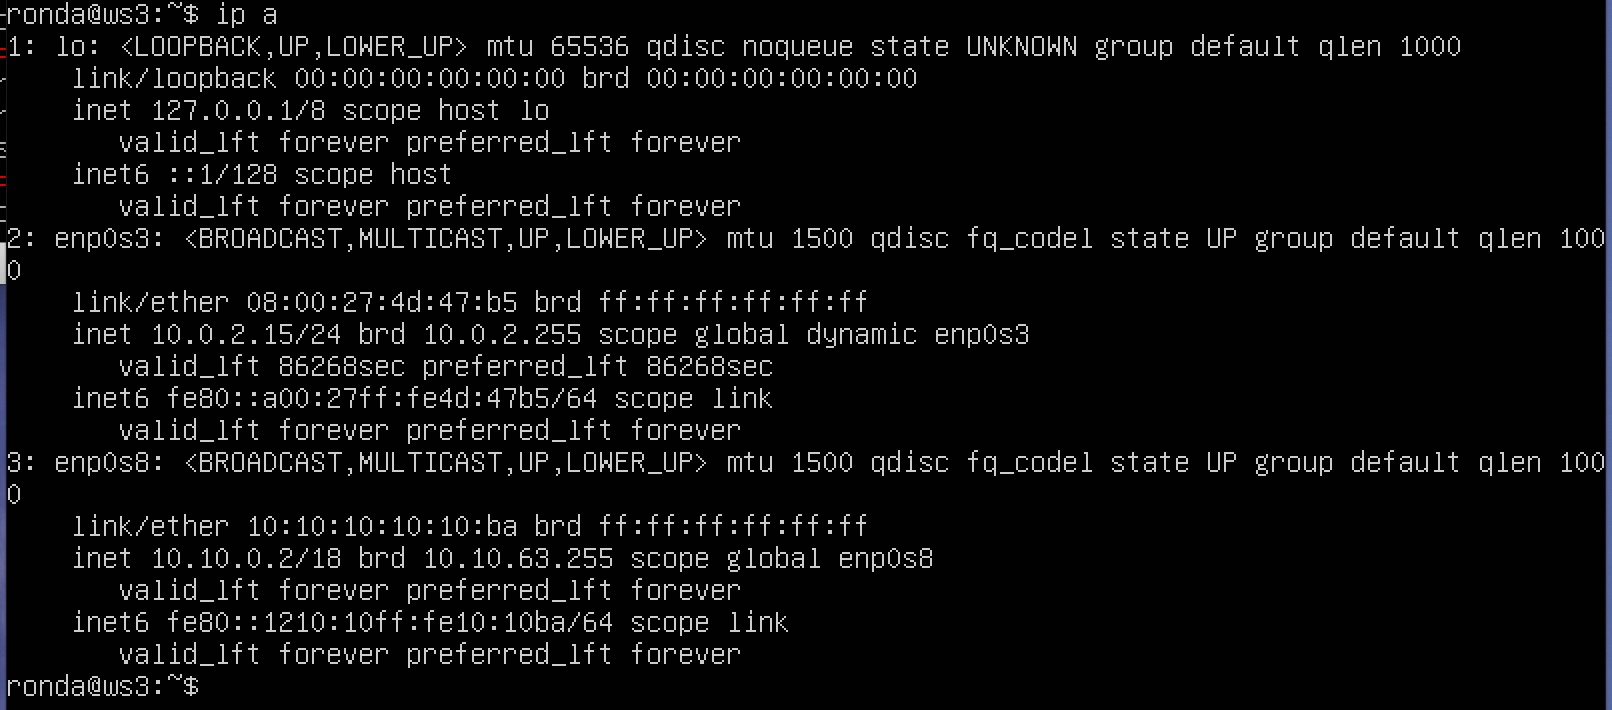 ronda@ws3:~$ ip a
1: lo: <LOOPBACK,UP,LOWER_UP> mtu 65536 qdisc noqueue state UNKNOWN group default qlen 1000
    link/loopback 00:00:00:00:00:00 brd 00:00:00:00:00:00
    inet 127.0.0.1/8 scope host lo
       valid_lft forever preferred_lft forever
    inet6 ::1/128 scope host
       valid_lft forever preferred_lft forever
2: enp0s3: <BROADCAST,MULTICAST,UP,LOWER_UP> mtu 1500 qdisc fq_codel state UP group default qlen 100
0
    link/ether 08:00:27:4d:47:b5 brd ff:ff:ff:ff:ff:ff
    inet 10.0.2.15/24 brd 10.0.2.255 scope global dynamic enp0s3
       valid_lft 86268sec preferred_lft 86268sec
    inet6 fe80::a00:27ff:fe4d:47b5/64 scope link
       valid_lft forever preferred_lft forever
3: enp0s8: <BROADCAST,MULTICAST,UP,LOWER_UP> mtu 1500 qdisc fq_codel state UP group default qlen 100
0
    link/ether 10:10:10:10:10:ba brd ff:ff:ff:ff:ff:ff
    inet 10.10.0.2/18 brd 10.10.63.255 scope global enp0s8
       valid_lft forever preferred_lft forever
    inet6 fe80::1210:10ff:fe10:10ba/64 scope link
       valid_lft forever preferred_lft forever
ronda@ws3:~$